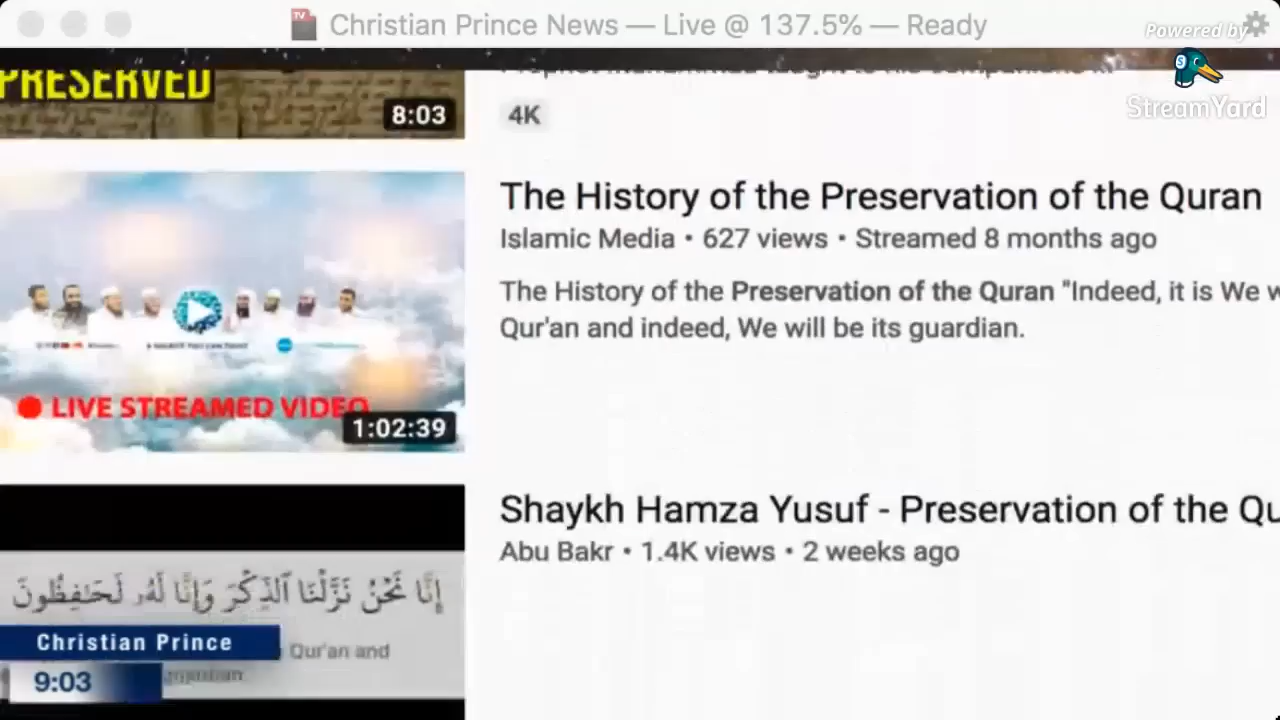 Christian Prince News — Live @ 137.5% — Ready
Powered by
StreamYard
PRESERVED
8:03
4K
The History of the Preservation of the Quran
Islamic Media • 627 views • Streamed 8 months ago
The History of the Preservation of the Quran "Indeed, it is We w
Qur'an and indeed, We will be its guardian.
LIVE STREAMED VIDEO
1:02:39
Shaykh Hamza Yusuf - Preservation of the Qu
Abu Bakr • 1.4K views • 2 weeks ago
إِنَّا نَحْنُ نَزَّلْنَا ٱلذِّكْرَ وَإِنَّا لَهُۥ لَحَـٰفِظُونَ
Christian Prince
Qur'an and
9:03